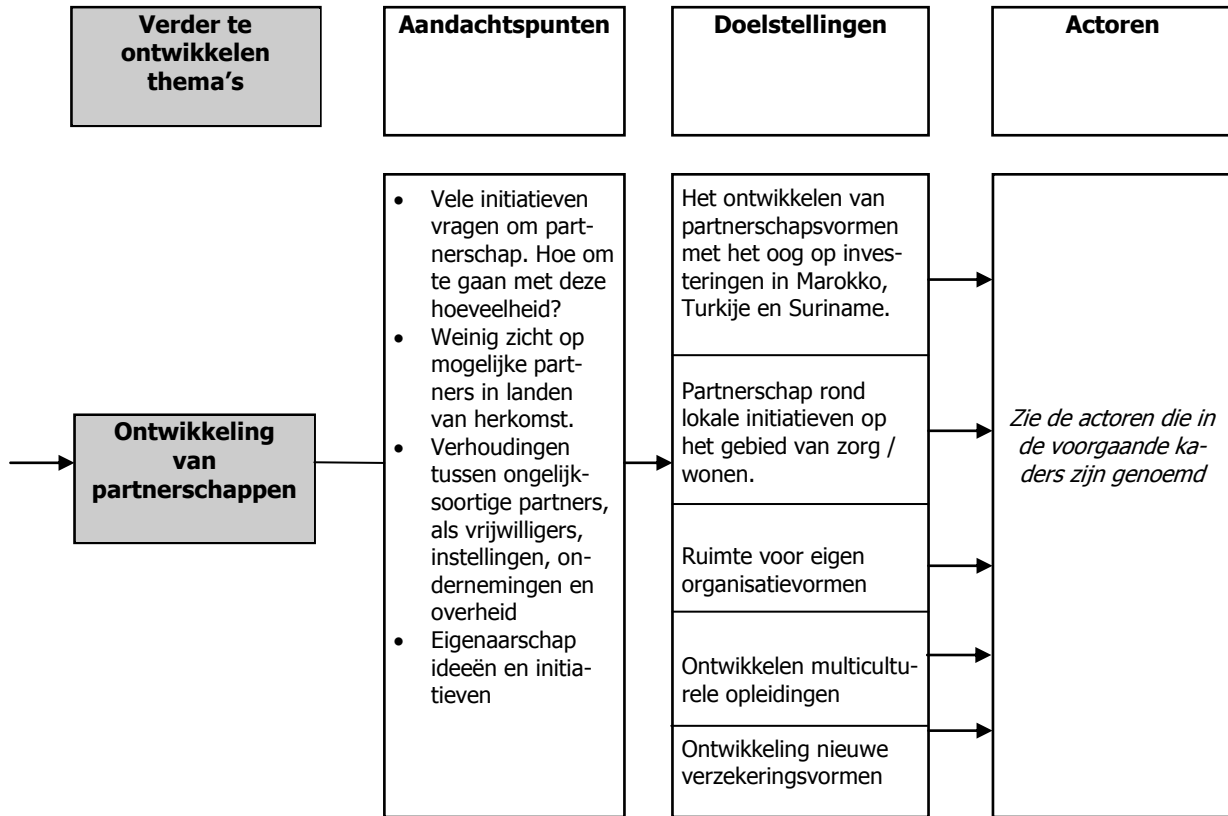 Verder te
ontwikkelen
thema’s
Aandachtspunten
Doelstellingen
Actoren
Ontwikkeling
van
partnerschappen
• Vele initiatieven
vragen om part-
nerschap. Hoe om
te gaan met deze
hoeveelheid?
• Weinig zicht op
mogelijke part-
ners in landen
van herkomst.
• Verhoudingen
tussen ongelijk-
soortige partners,
als vrijwilligers,
instellingen, on-
dernemingen en
overheid
• Eigenaarschap
ideeën en initia-
tieven
Het ontwikkelen van
partnerschapsvormen
met het oog op inves-
teringen in Marokko,
Turkije en Suriname.
Partnerschap rond
lokale initiatieven op
het gebied van zorg /
wonen.
Ruimte voor eigen
organisatievormen
Ontwikkelen multicultu-
rele opleidingen
Ontwikkeling nieuwe
verzekeringsvormen
Zie de actoren die in
de voorgaande ka-
ders zijn genoemd